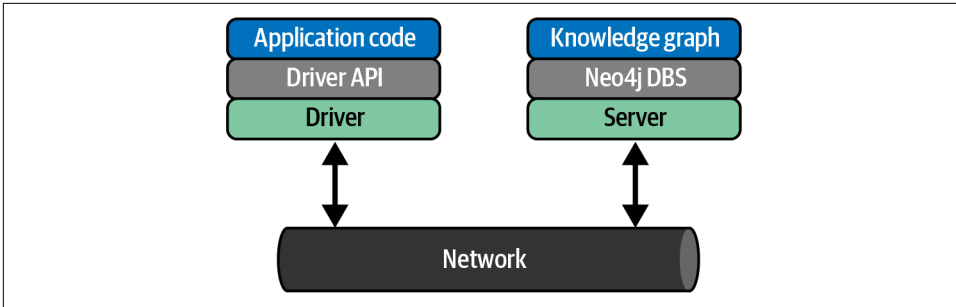 Application code
Driver API
Driver
Knowledge graph
Neo4j DBS
Server
Network